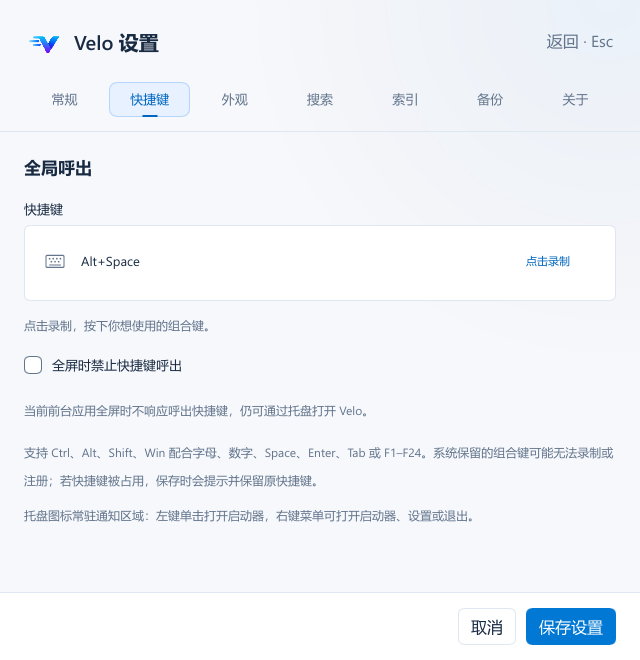 Velo 设置
返回 · Esc
常规
快捷键
外观
搜索
索引
备份
关于
全局呼出
快捷键
Alt+Space
点击录制
点击录制，按下你想使用的组合键。
全屏时禁止快捷键呼出
当前前台应用全屏时不响应呼出快捷键，仍可通过托盘打开 Velo。
支持 Ctrl、Alt、Shift、Win 配合字母、数字、Space、Enter、Tab 或 F1–F24。系统保留的组合键可能无法录制或
注册；若快捷键被占用，保存时会提示并保留原快捷键。
托盘图标常驻通知区域：左键单击打开启动器，右键菜单可打开启动器、设置或退出。
取消
保存设置